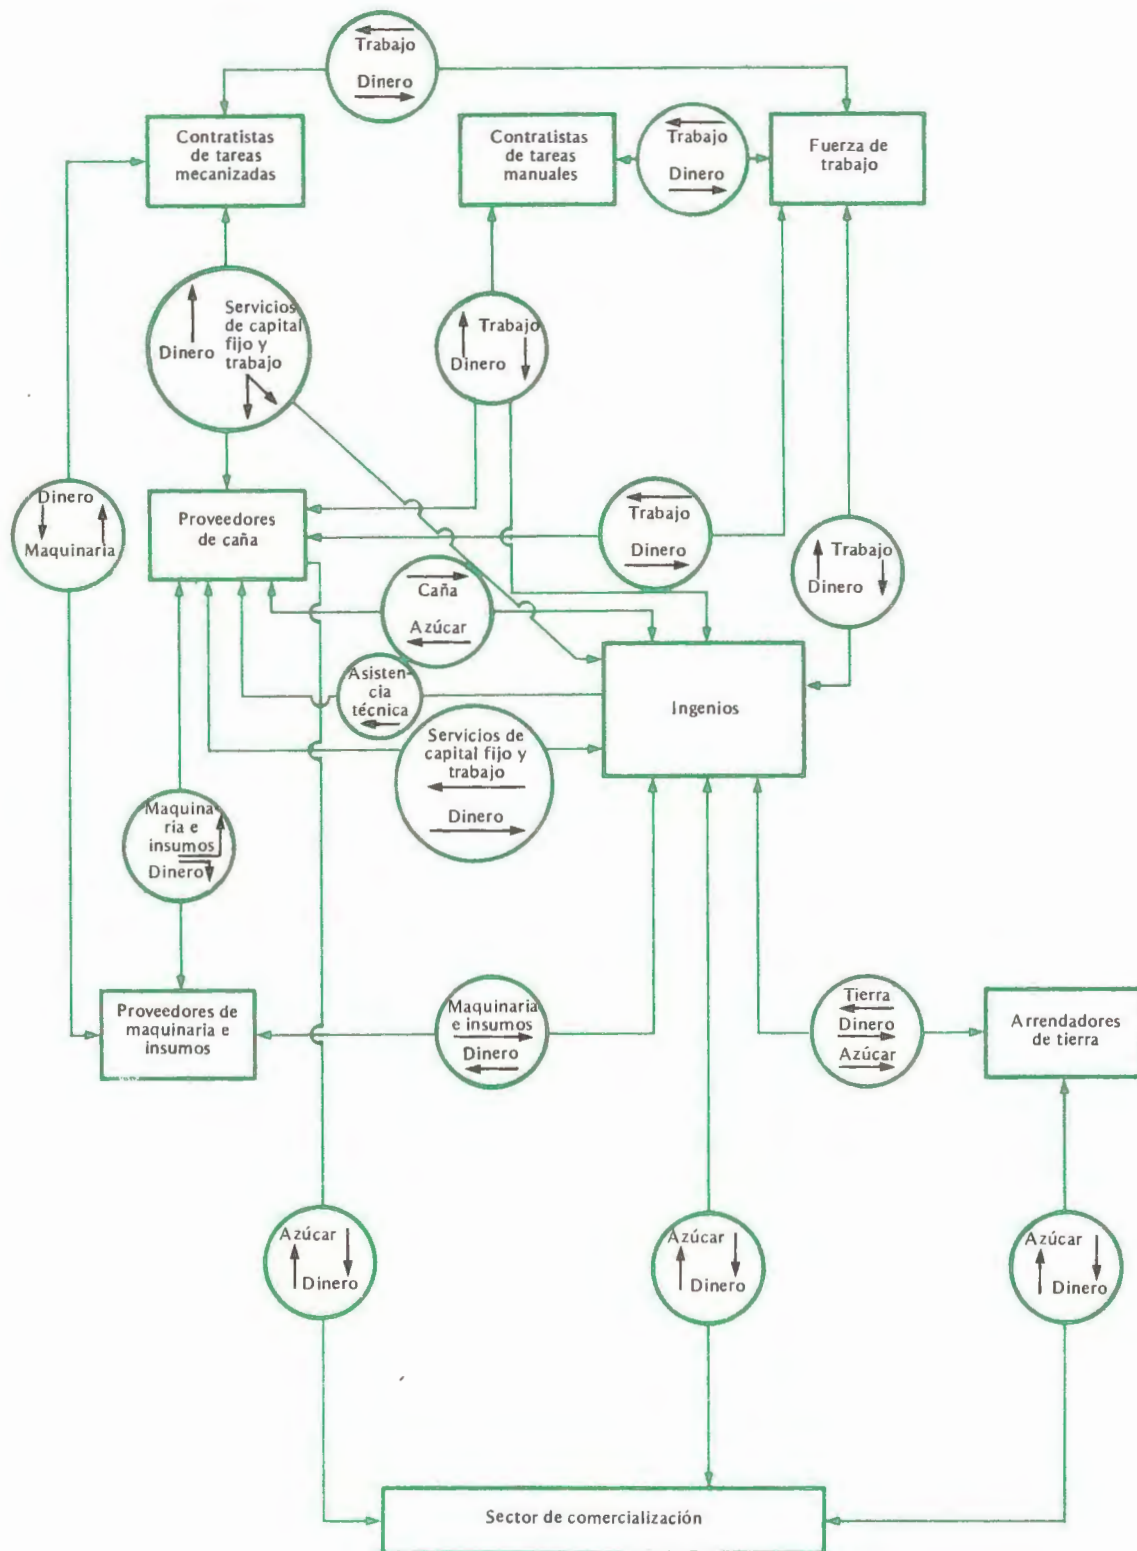 Trabajo
Dinero
Contratistas
de tareas
mecanizadas
Contratistas
de tareas
manuales
Trabajo
Dinero
Fuerza de
trabajo
Servicios
de capital
fijo y
trabajo
Dinero
Trabajo
Dinero
Dinero
Maquinaria
Proveedores
de caña
Trabajo
Dinero
Trabajo
Dinero
Caña
Azúcar
Asisten-
cia
técnica
Ingenios
Servicios de
capital fijo y
trabajo
Dinero
Maquina-
ria e
insumos
Dinero
Proveedores de
maquinaria e
insumos
Maquinaria
e insumos
Dinero
Tierra
Dinero
Azúcar
Arrendadores
de tierra
Azúcar
Dinero
Azúcar
Dinero
Azúcar
Dinero
Sector de comercialización